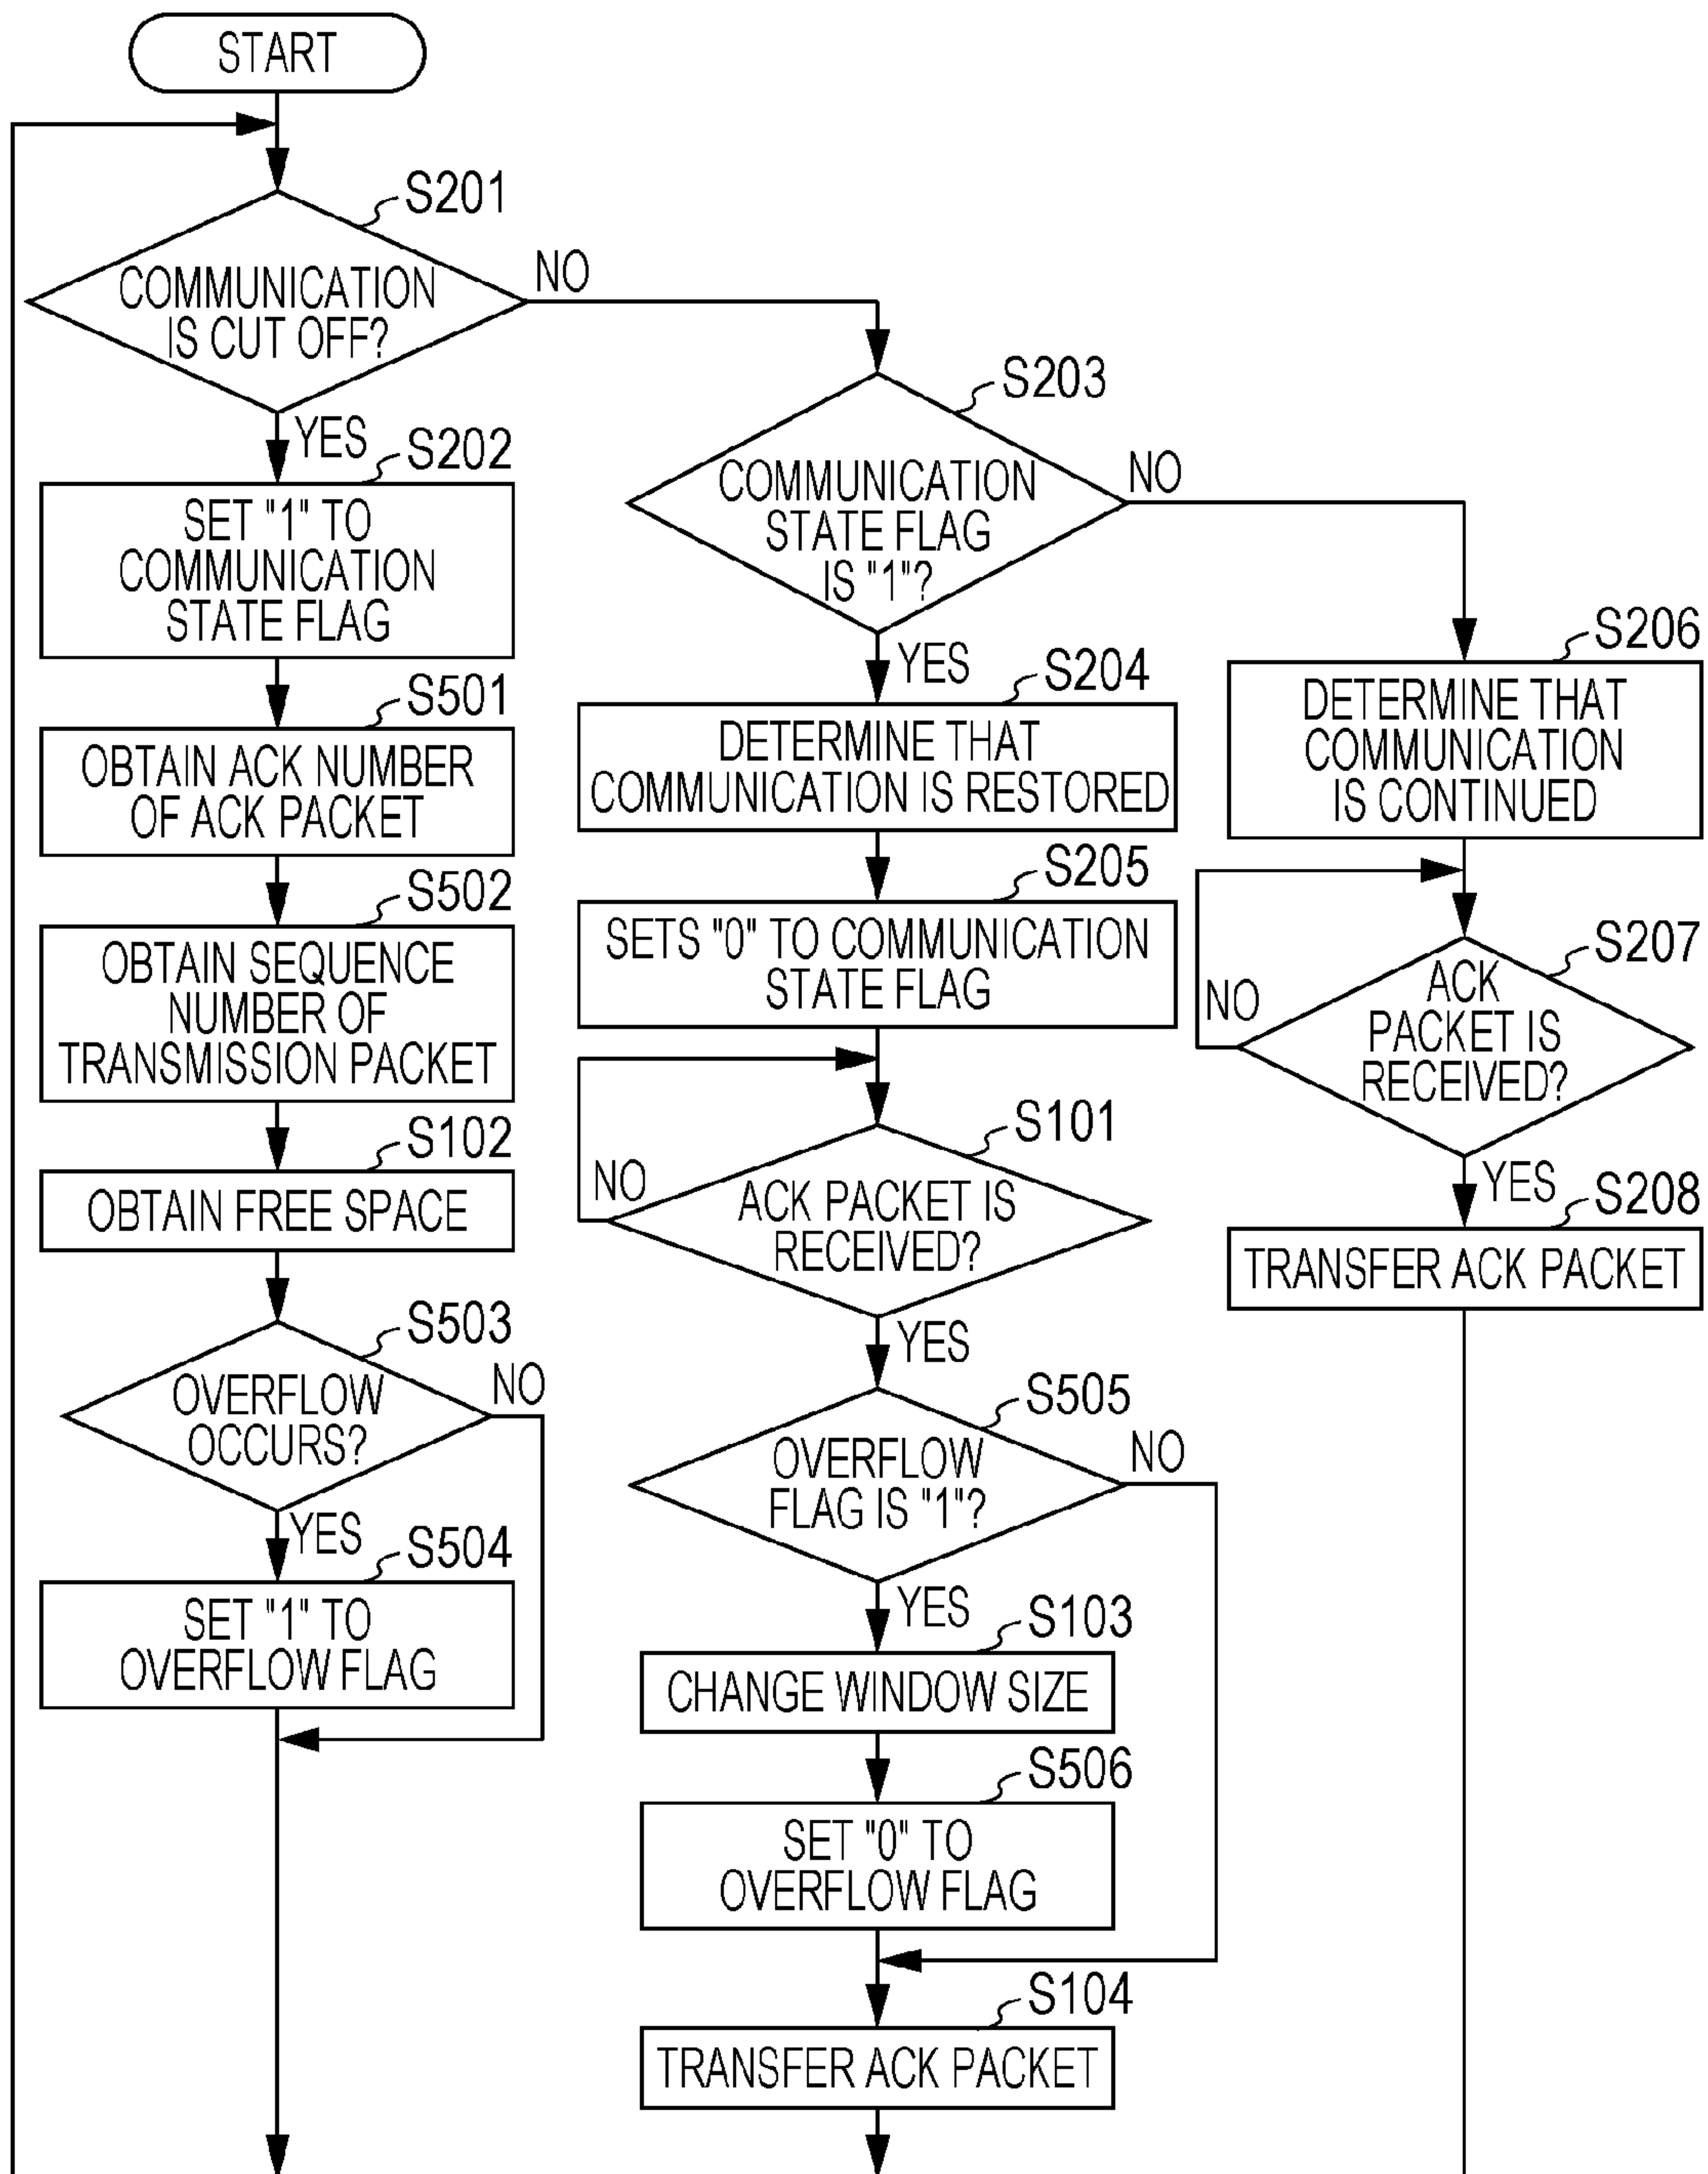 START
S201
COMMUNICATION
IS CUT OFF?
NO
YES
S202
SET "1" TO
COMMUNICATION
STATE FLAG
S501
OBTAIN ACK NUMBER
OF ACK PACKET
S502
OBTAIN SEQUENCE
NUMBER OF
TRANSMISSION PACKET
S102
OBTAIN FREE SPACE
S503
OVERFLOW
OCCURS?
NO
YES
S504
SET "1" TO
OVERFLOW FLAG
S203
COMMUNICATION
STATE FLAG
IS "1"?
NO
YES
S204
DETERMINE THAT
COMMUNICATION IS RESTORED
S205
SETS "0" TO COMMUNICATION
STATE FLAG
S101
NO
ACK PACKET IS
RECEIVED?
YES
S505
OVERFLOW
FLAG IS "1"?
NO
YES
S103
CHANGE WINDOW SIZE
S506
SET "0" TO
OVERFLOW FLAG
S104
TRANSFER ACK PACKET
S206
DETERMINE THAT
COMMUNICATION
IS CONTINUED
S207
NO
ACK
PACKET IS
RECEIVED?
YES
S208
TRANSFER ACK PACKET